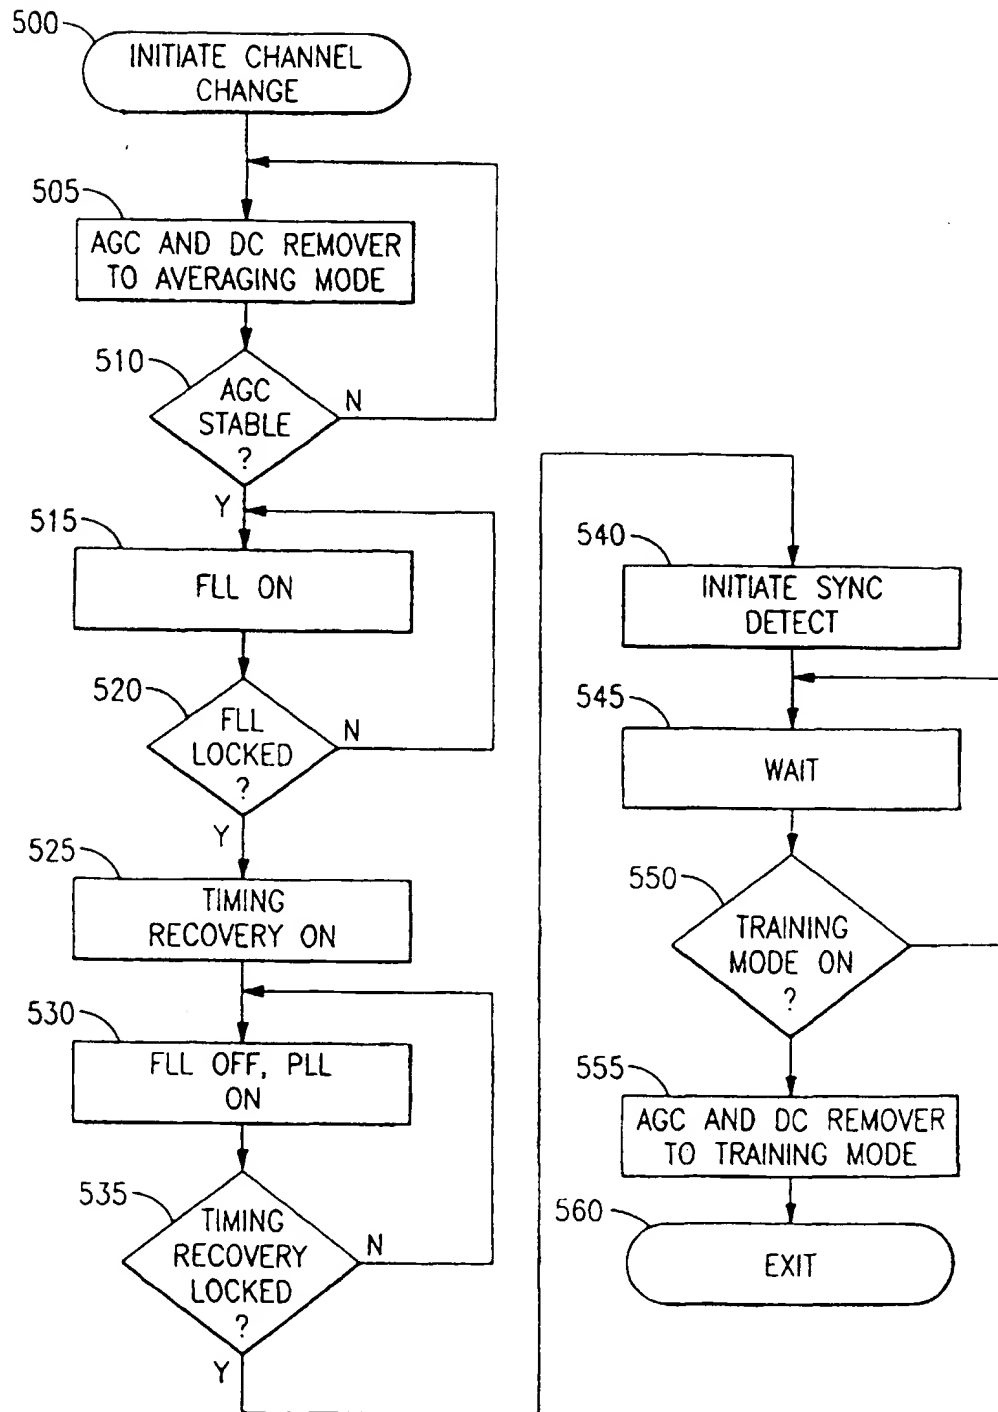 500
INITIATE CHANNEL
CHANGE
505
AGC AND DC REMOVER
TO AVERAGING MODE
510
AGC
STABLE
?
N
Y
515
FLL ON
520
FLL
LOCKED
?
N
Y
525
TIMING
RECOVERY ON
530
FLL OFF, PLL
ON
535
TIMING
RECOVERY
LOCKED
?
N
Y
540
INITIATE SYNC
DETECT
545
WAIT
550
TRAINING
MODE ON
?
555
AGC AND DC REMOVER
TO TRAINING MODE
560
EXIT